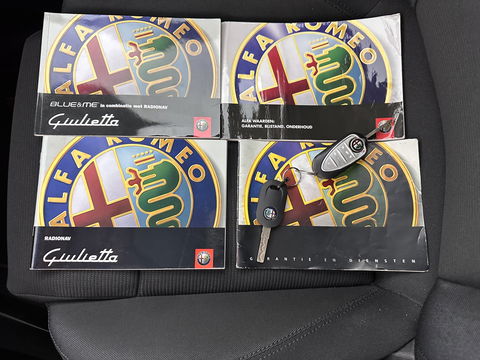 ALFA ROMEO
BLUE&ME in combinatie met RADIONAV
Giulietta
ALFA ROMEO
ALFA WAARDEN:
GARANTIE, BIJSTAND, ONDERHOUD
ALFA ROMEO
RADIONAV
Giulietta
ALFA ROMEO
GARANTIE EN DIENSTEN